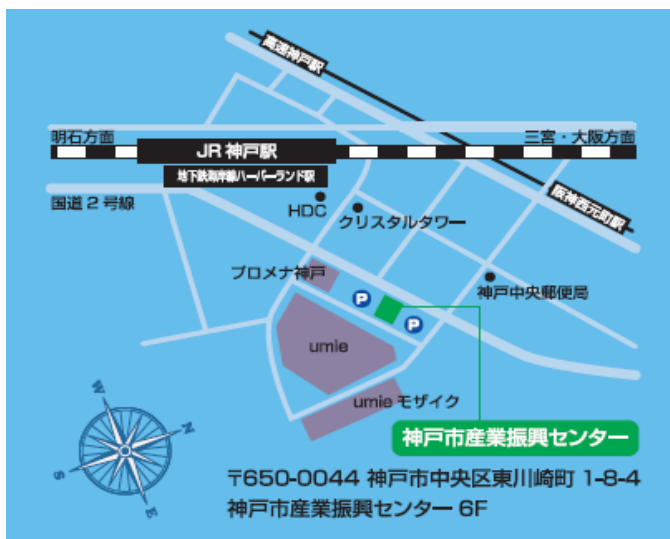 高速神戸駅
明石方面
三宮・大阪方面
JR 神戸駅
地下鉄海岸線ハーバーランド駅
国道2号線
HDC
クリスタルタワー
阪神西元町駅
プロメナ神戸
P
神戸中央郵便局
P
umie
umie モザイク
神戸市産業振興センター
W
N
S
E
〒650-0044 神戸市中央区東川崎町 1-8-4
神戸市産業振興センター 6F